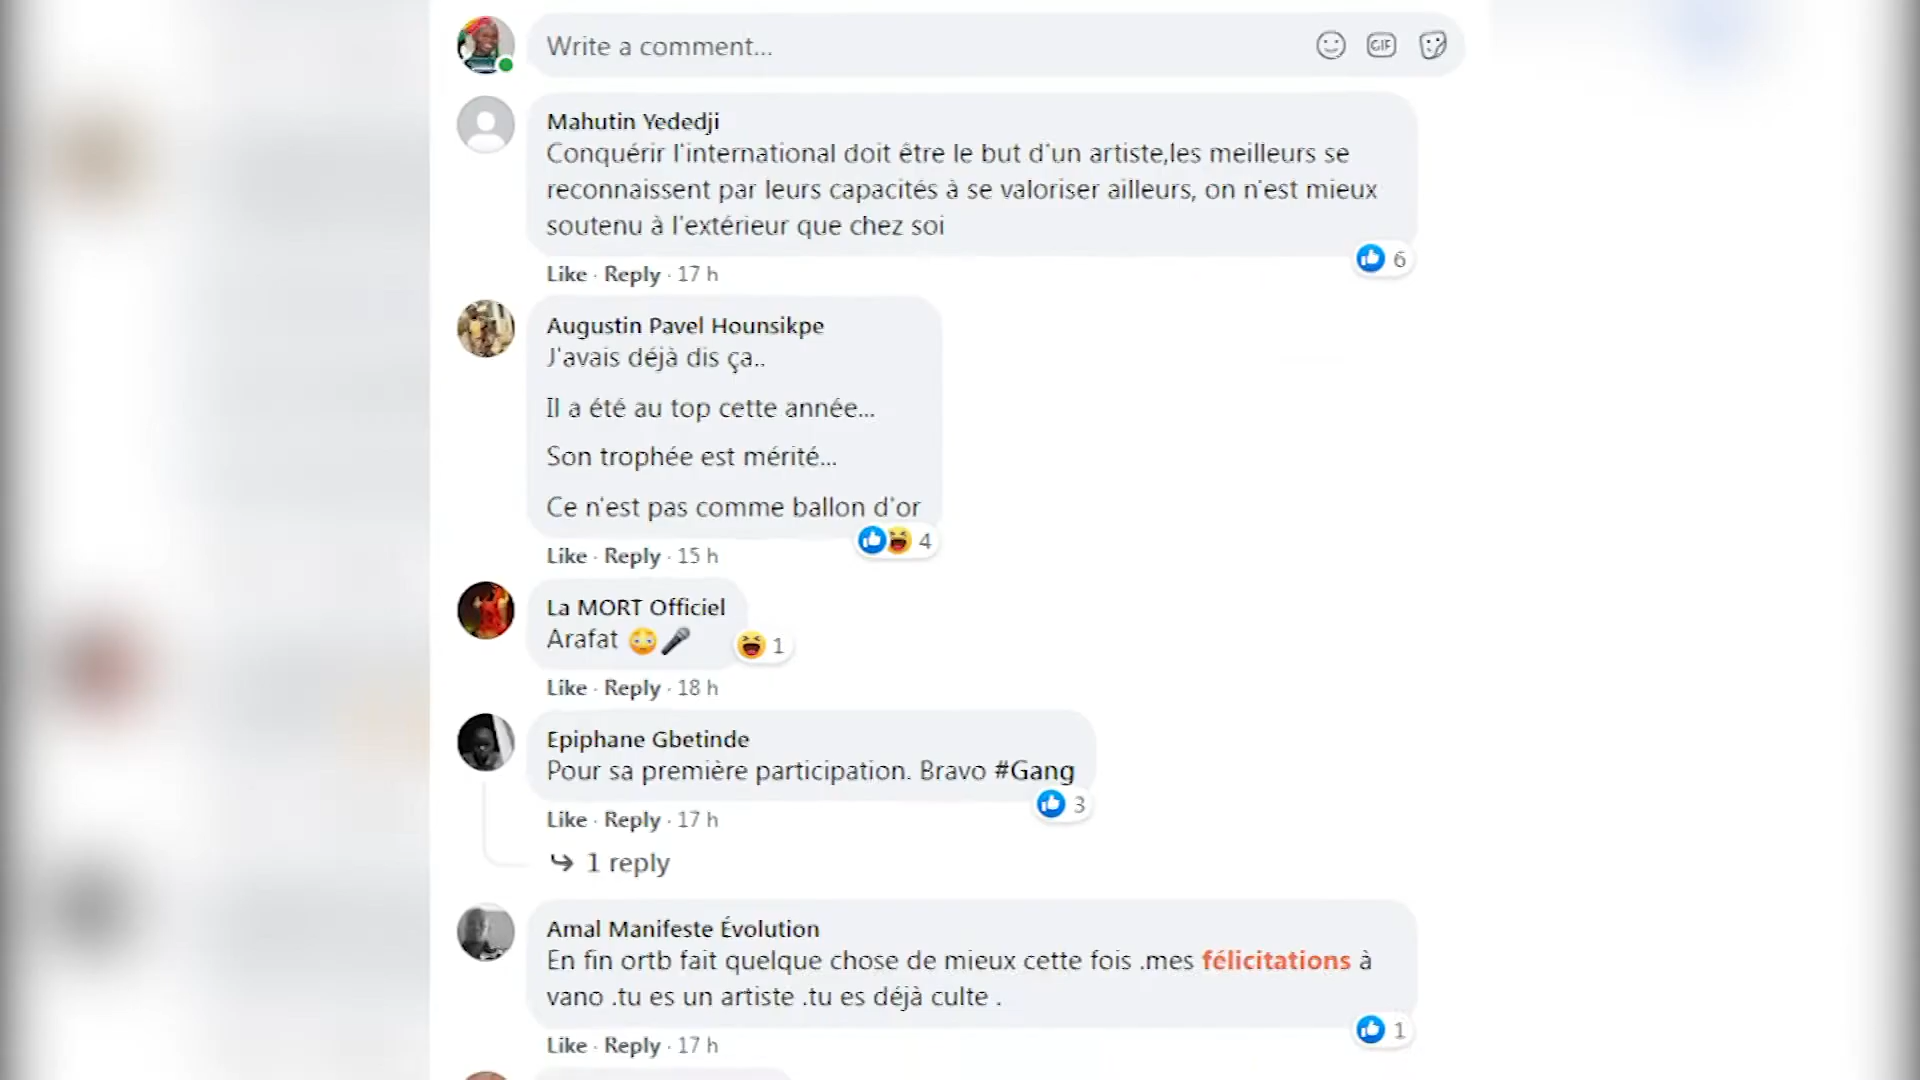 Write a comment...
GIF
Mahutin Yededji
Conquérir l'international doit être le but d'un artiste,les meilleurs se
reconnaissent par leurs capacités à se valoriser ailleurs, on n'est mieux
soutenu à l'extérieur que chez soi
6
Like · Reply · 17 h
Augustin Pavel Hounsikpe
J'avais déjà dis ça..
Il a été au top cette année...
Son trophée est mérité...
Ce n'est pas comme ballon d'or
4
Like · Reply · 15 h
La MORT Officiel
Arafat 😳🎤
1
Like · Reply · 18 h
Epiphane Gbetinde
Pour sa première participation. Bravo #Gang
3
Like · Reply · 17 h
1 reply
Amal Manifeste Évolution
En fin ortb fait quelque chose de mieux cette fois .mes félicitations à
vano .tu es un artiste .tu es déjà culte .
1
Like · Reply · 17 h